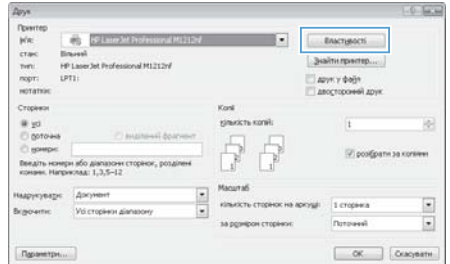 Друк
Принтер
Ім'я:
HP LaserJet Professional M1212nf
Властивості
стан: Вільний
Знайти принтер...
тип: HP LaserJet Professional M1212nf
порт: LPT1:
друк у файл
нотатки:
двосторонній друк
Сторінки
Копії
усі
кількість копій: 1
поточна
виділений фрагмент
номери:
Введіть номери або діапазони сторінок, розділені
комами. Наприклад: 1,3,5–12
розібрати за копіями
Масштаб
Надрукувати: Документ
кількість сторінок на аркуші: 1 сторінка
Включити: Усі сторінки діапазону
за розміром сторінки: Поточний
Параметри...
OK
Скасувати